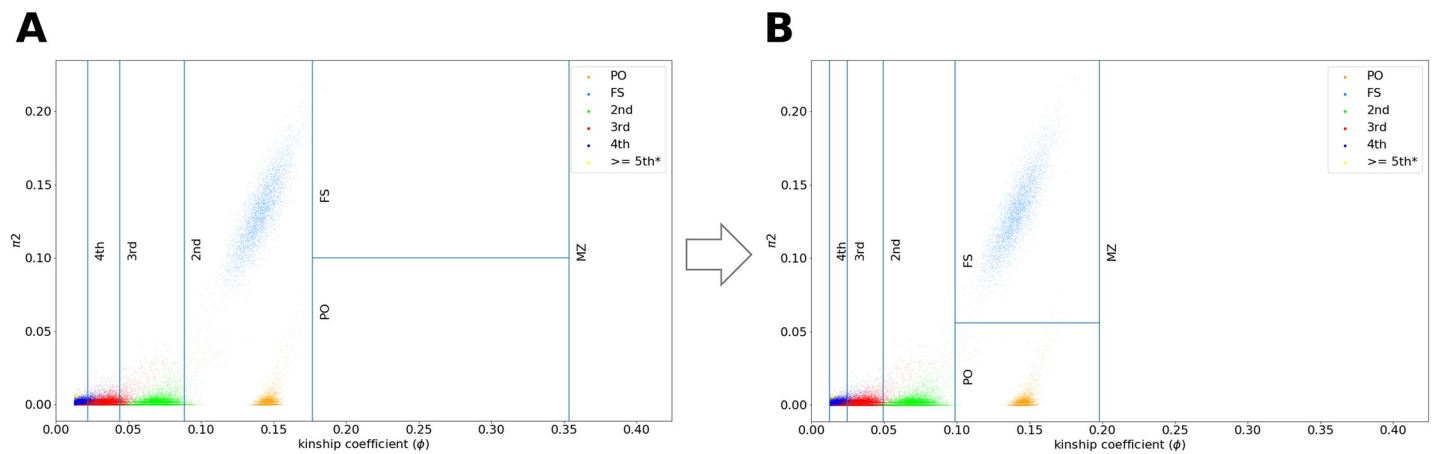 A
0.20
0.15
0.10
0.05
0.00
π2
4th
3rd
2nd
FS
PO
MZ
PO
FS
2nd
3rd
4th
>= 5th*
0.00 0.05 0.10 0.15 0.20 0.25 0.30 0.35 0.40
kinship coefficient (ϕ)
B
0.20
0.15
0.10
0.05
0.00
π2
4th
3rd
2nd
FS
PO
MZ
PO
FS
2nd
3rd
4th
>= 5th*
0.00 0.05 0.10 0.15 0.20 0.25 0.30 0.35 0.40
kinship coefficient (ϕ)